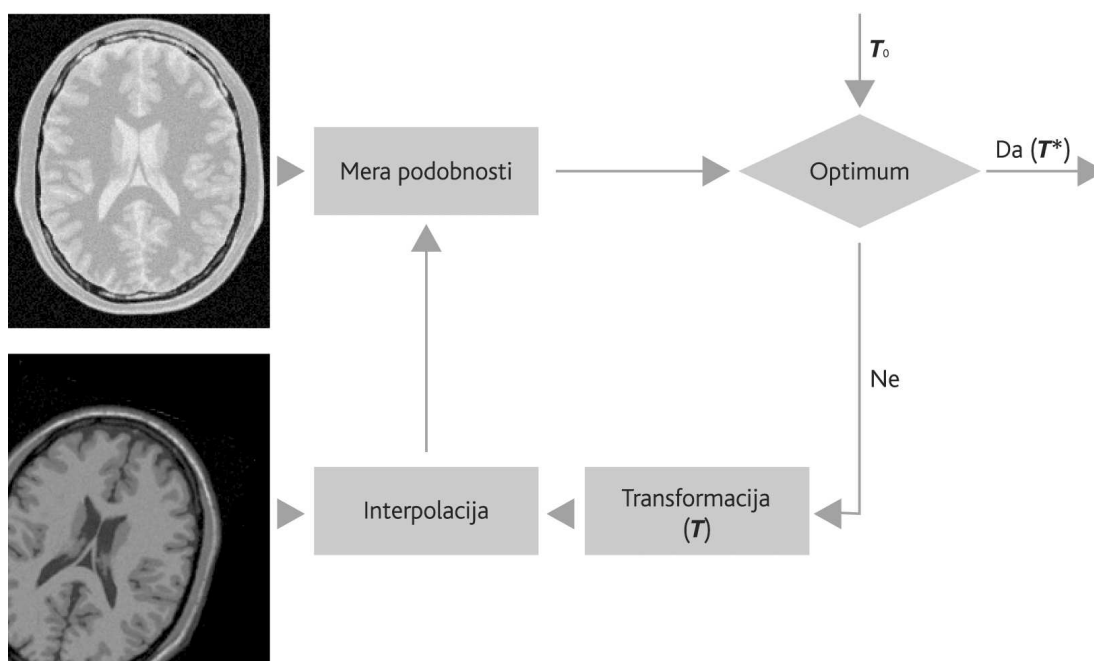 T₀
Mera podobnosti
Optimum
Da (T*)
Ne
Interpolacija
Transformacija
(T)